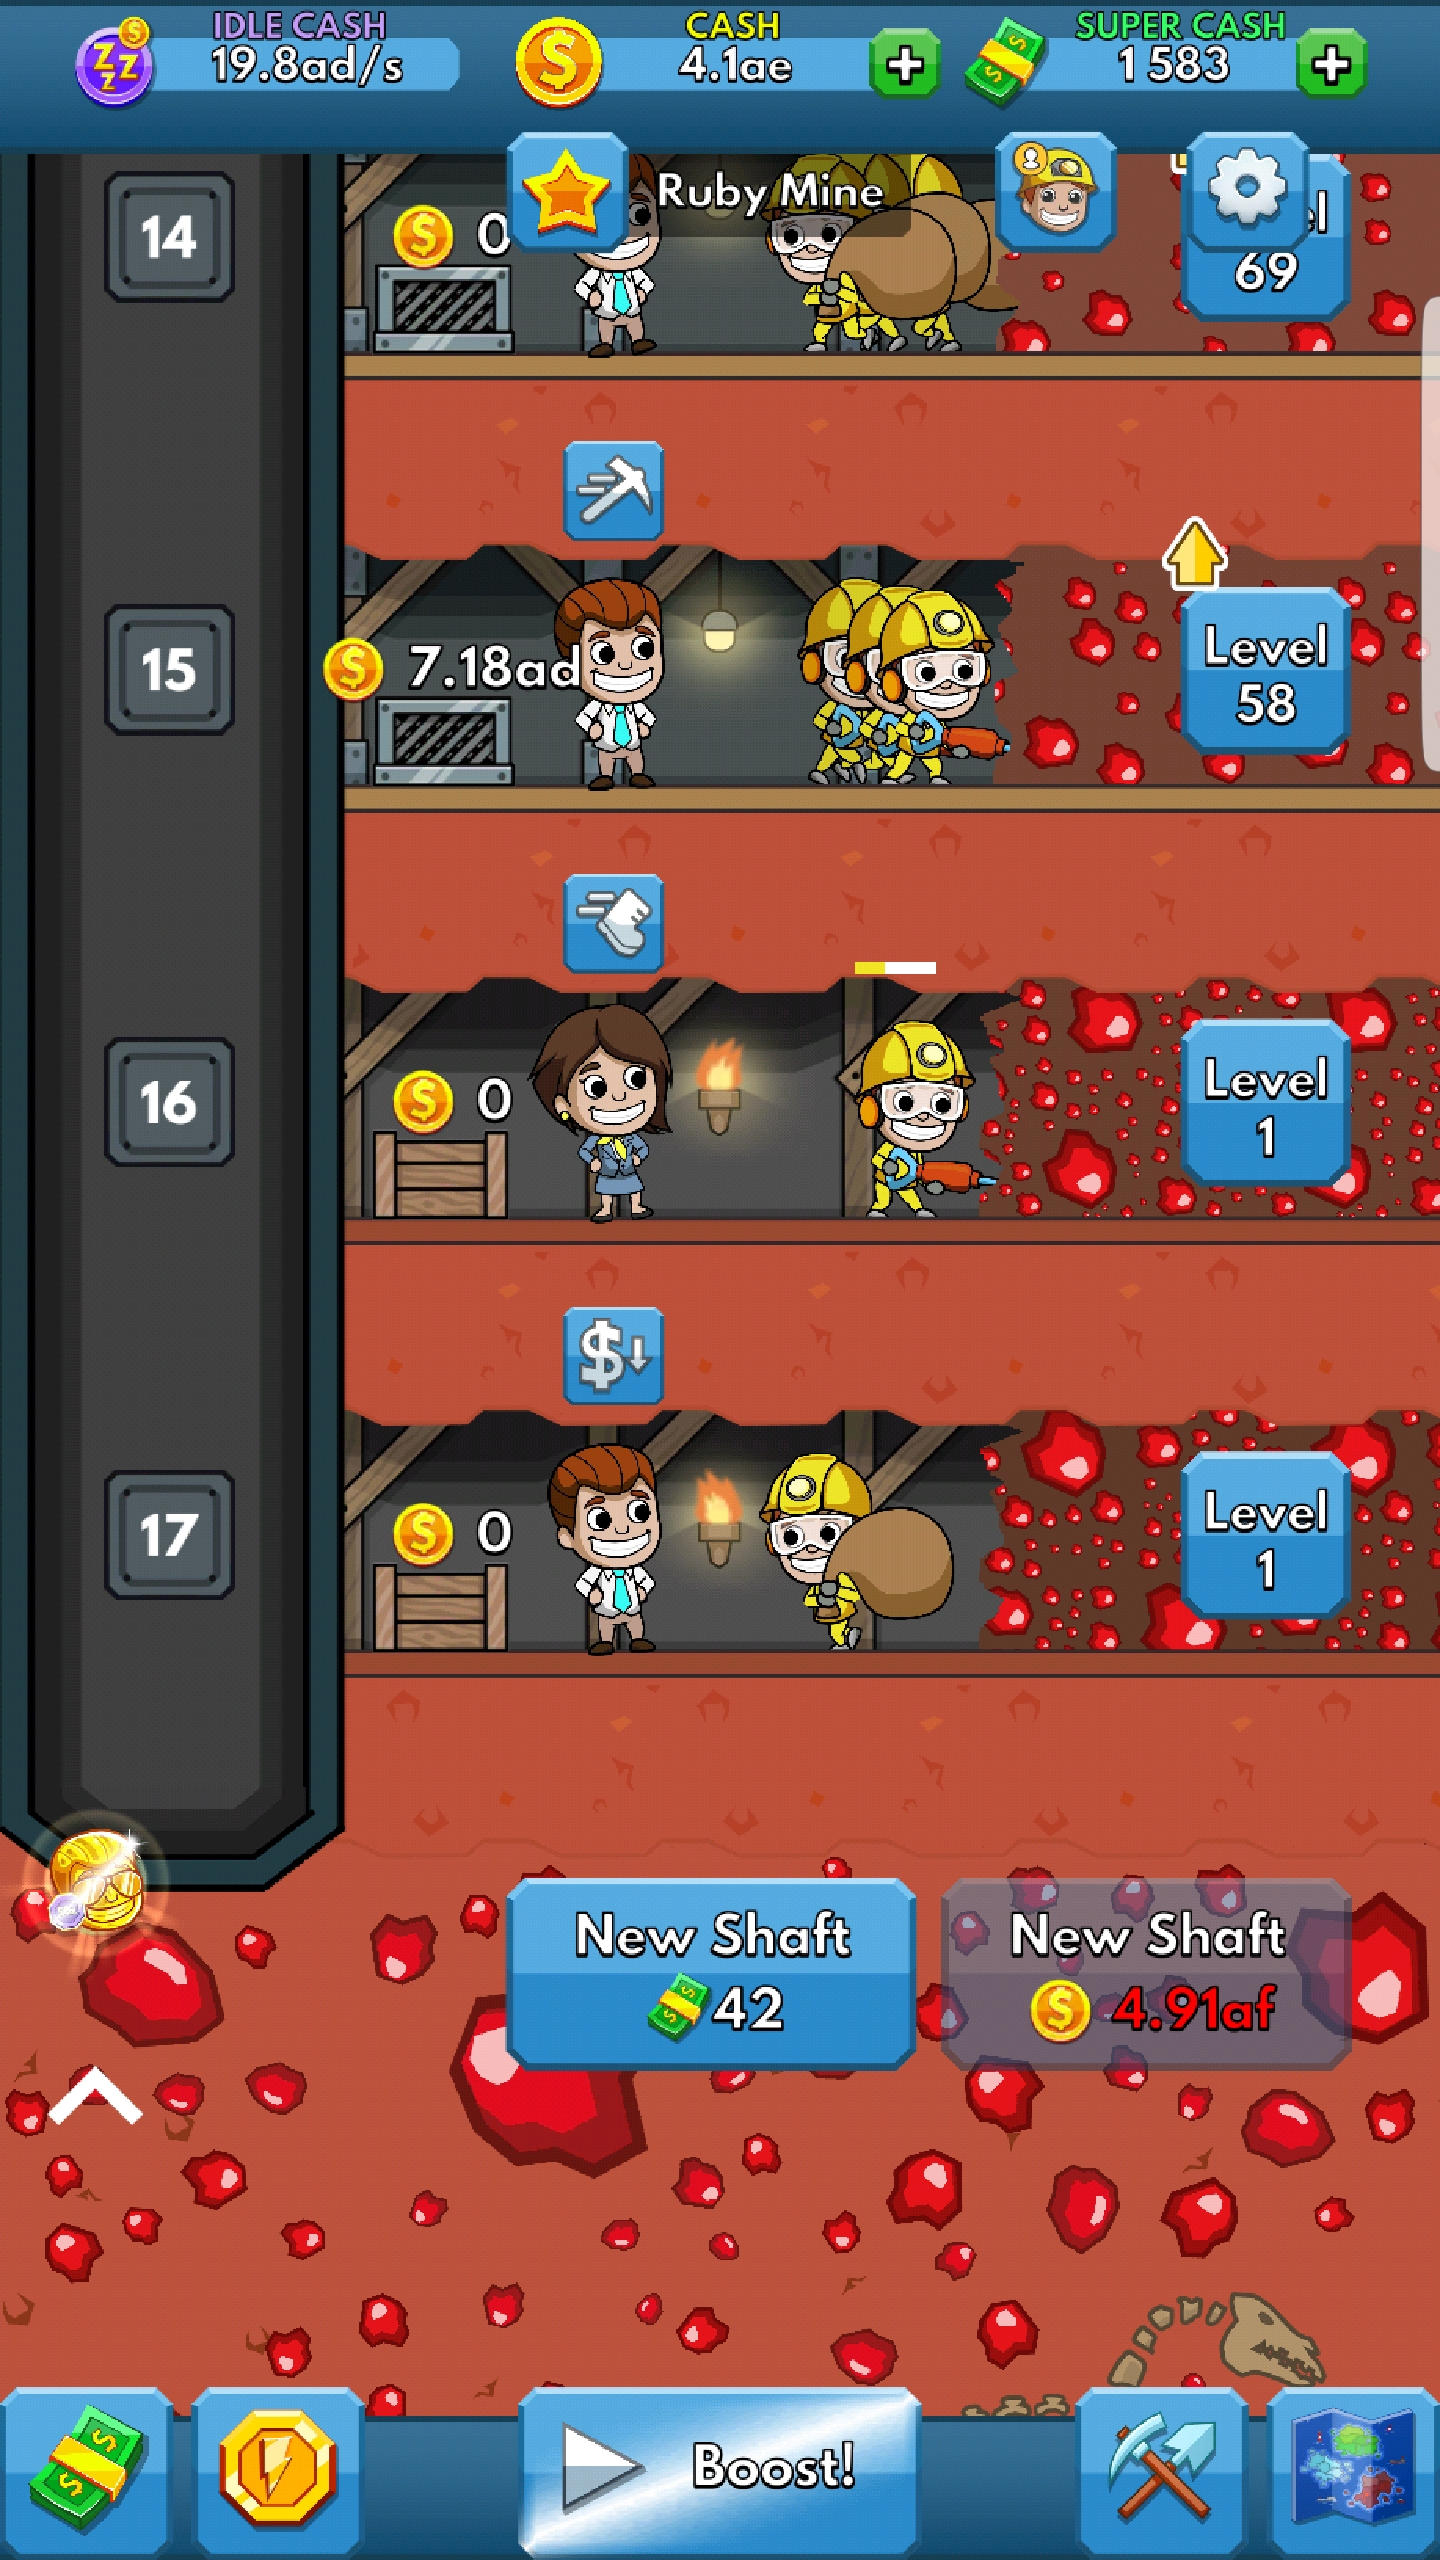 IDLE CASH
19.8ad/s
CASH
4.1ae
SUPER CASH
1 583
Ruby Mine
14
0
69
15
7.18ad
Level
58
16
0
Level
1
17
0
Level
1
New Shaft
42
New Shaft
4.91af
Boost!